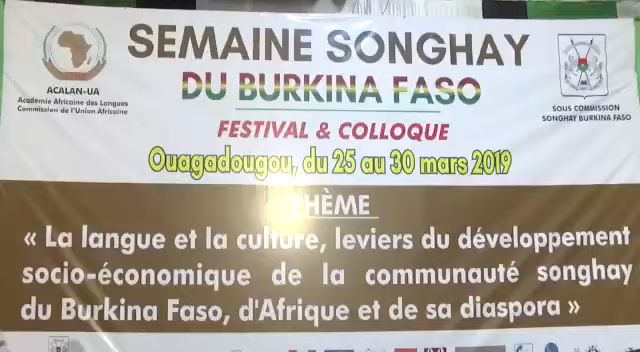 SEMAINE SONGHAY
DU BURKINA FASO
FESTIVAL & COLLOQUE
Ouagadougou, du 25 au 30 mars 2019
ACALAN-UA
Académie Africaine des Langues
Commission de l'Union Africaine
SOUS COMMISSION
SONGHAY BURKINA FASO
THÈME
« La langue et la culture, leviers du développement
socio-économique de la communauté songhay
du Burkina Faso, d'Afrique et de sa diaspora »